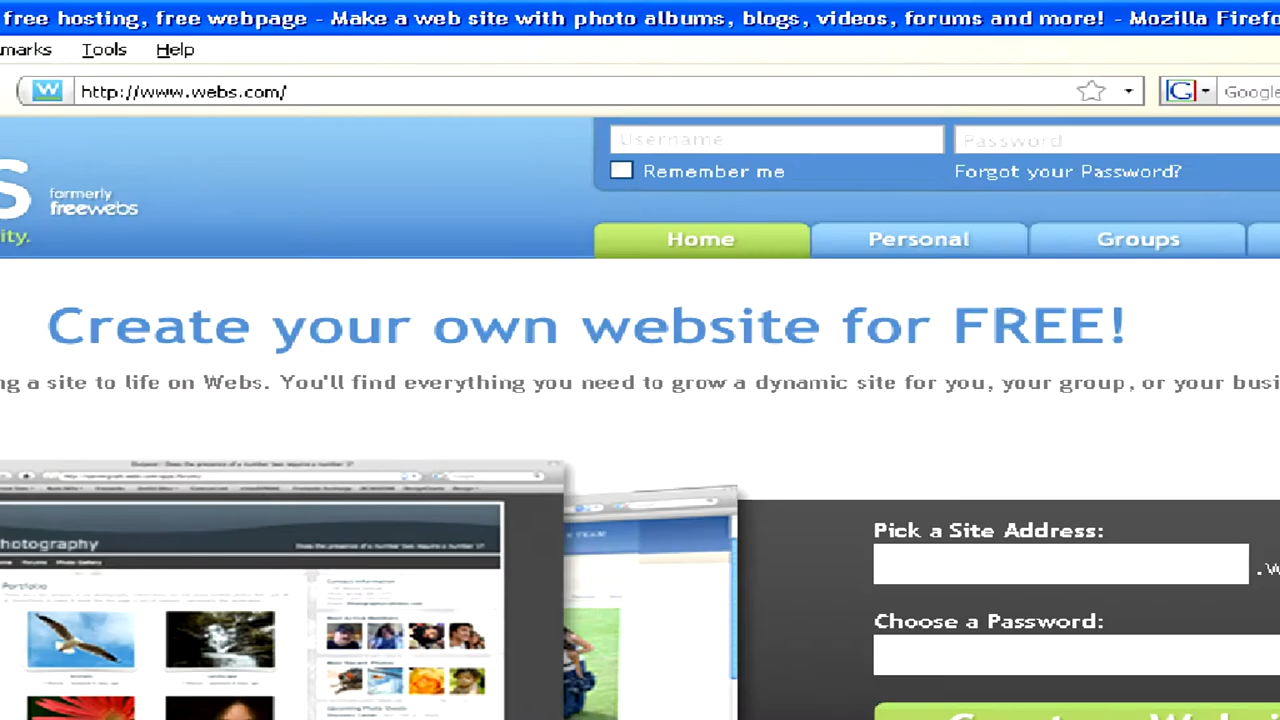 free hosting, free webpage - Make a web site with photo albums, blogs, videos, forums and more! - Mozilla Firefo
marks Tools Help
http://www.webs.com/ Google
Username Password
Remember me Forgot your Password?
s formerly
freewebs
ity.
Home Personal Groups
Create your own website for FREE!
ng a site to life on Webs. You'll find everything you need to grow a dynamic site for you, your group, or your busi
hotography
Portfolio
Contact Information
Pick a Site Address:
.w
Choose a Password: